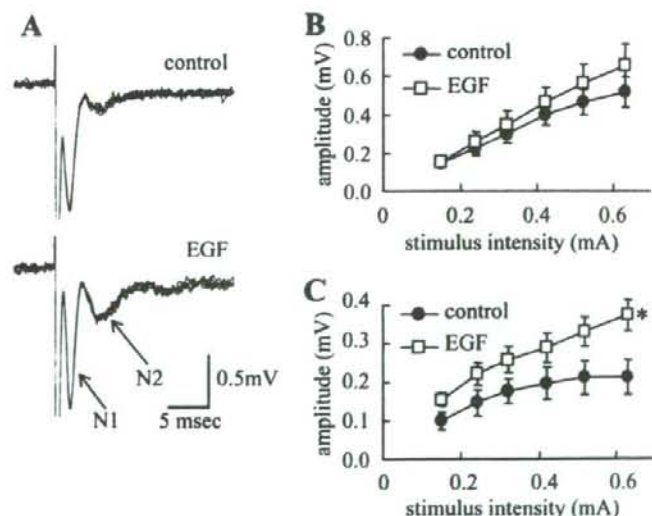 A
control
EGF
N2
N1
0.5mV
5 msec
B
control
EGF
amplitude (mV)
0.8
0.6
0.4
0.2
0.0
0 0.2 0.4 0.6
stimulus intensity (mA)
C
control
EGF
*
amplitude (mV)
0.4
0.3
0.2
0.1
0.0
0 0.2 0.4 0.6
stimulus intensity (mA)